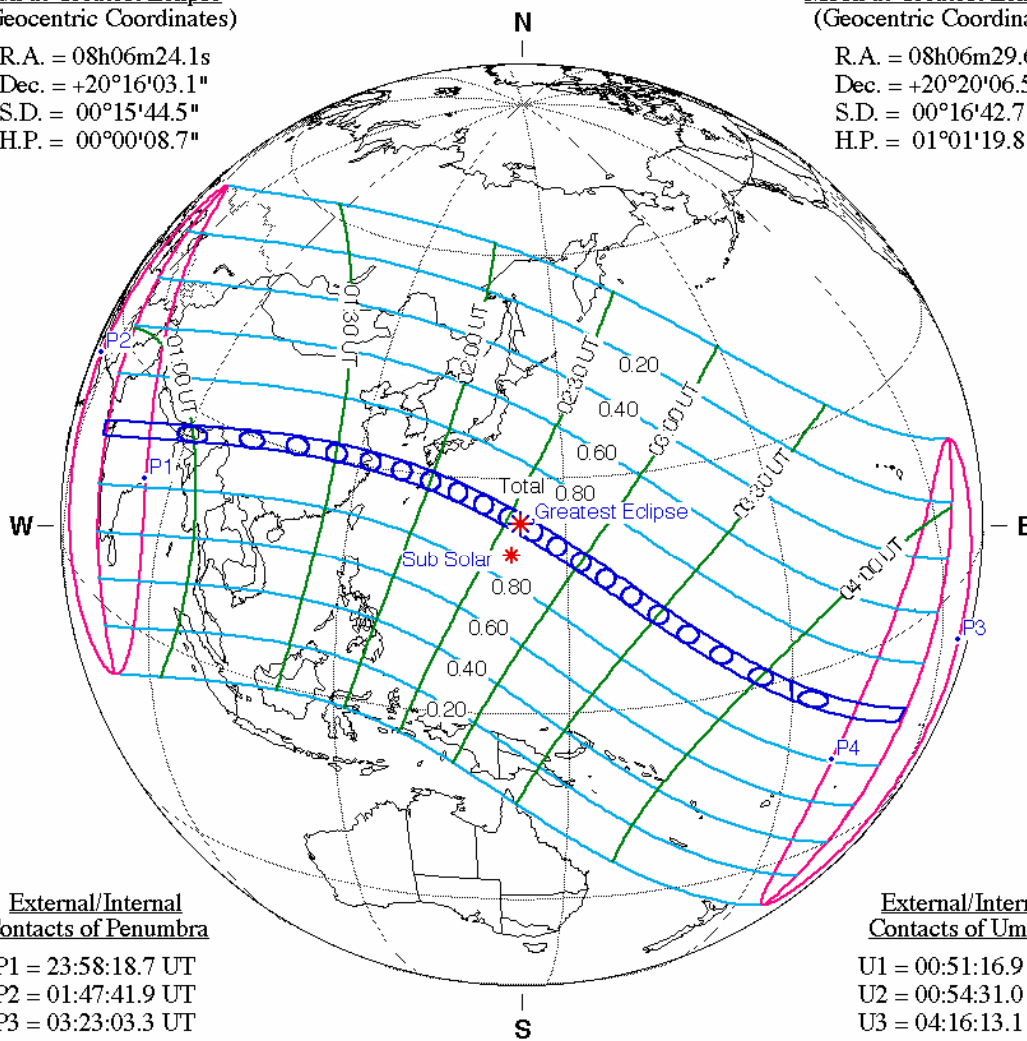 (Geocentric Coordinates)
R.A. = 08h06m24.1s
Dec. = +20°16'03.1"
S.D. = 00°15'44.5"
H.P. = 00°00'08.7"
N
(Geocentric Coordina
R.A. = 08h06m29.6
Dec. = +20°20'06.5
S.D. = 00°16'42.7
H.P. = 01°01'19.8
P2
01:00 UT
01:30 UT
02:00 UT
02:30 UT
03:00 UT
03:30 UT
04:00 UT
0.20
0.40
0.60
0.80
P1
Total
Greatest Eclipse
W
E
Sub Solar
0.80
0.60
0.40
0.20
P3
P4
External/Internal
Contacts of Penumbra
P1 = 23:58:18.7 UT
P2 = 01:47:41.9 UT
P3 = 03:23:03.3 UT
S
External/Intern
Contacts of Um
U1 = 00:51:16.9
U2 = 00:54:31.0
U3 = 04:16:13.1